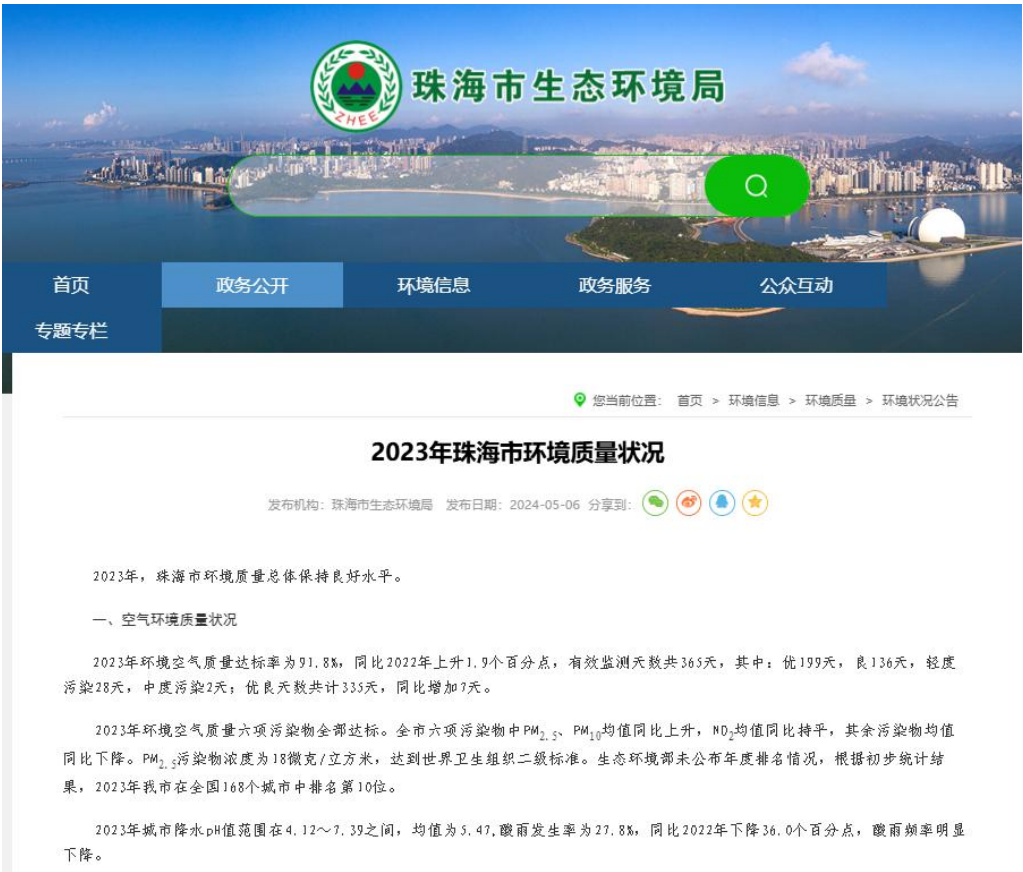 珠海市生态环境局
ZHEE
首页 政务公开 环境信息 政务服务 公众互动
专题专栏
您当前位置： 首页 > 环境信息 > 环境质量 > 环境状况公告
2023年珠海市环境质量状况
发布机构：珠海市生态环境局 发布日期：2024-05-06 分享到：
2023年，珠海市环境质量总体保持良好水平。
一、空气环境质量状况
2023年环境空气质量达标率为91.8%，同比2022年上升1.9个百分点，有效监测天数共365天，其中：优199天，良136天，轻度
污染28天，中度污染2天；优良天数共计335天，同比增加7天。
2023年环境空气质量六项污染物全部达标。全市六项污染物中PM2.5、PM10均值同比上升，NO2均值同比持平，其余污染物均值
同比下降。PM2.5污染物浓度为18微克/立方米，达到世界卫生组织二级标准。生态环境部未公布年度排名情况，根据初步统计结
果，2023年我市在全国168个城市中排名第10位。
2023年城市降水pH值范围在4.12～7.39之间，均值为5.47,酸雨发生率为27.8%，同比2022年下降36.0个百分点，酸雨频率明显
下降。